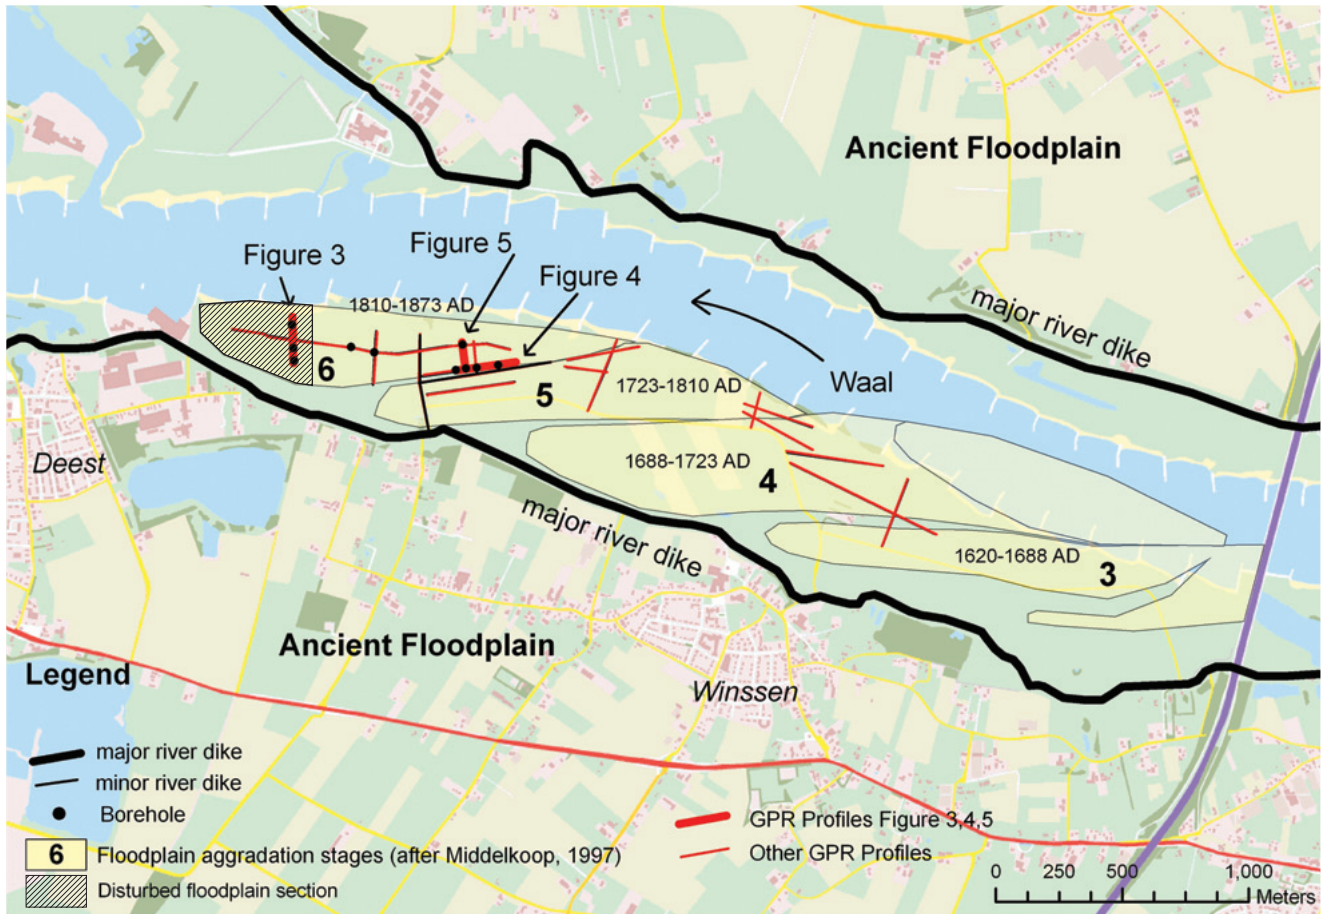 Ancient Floodplain
Figure 5
Figure 3
Figure 4
1810-1873 AD
major river dike
Waal
6
5
1723-1810 AD
Deest
1688-1723 AD
4
major river dike
1620-1688 AD
3
Ancient Floodplain
Winssen
Legend
major river dike
minor river dike
Borehole
6 Floodplain aggradation stages (after Middelkoop, 1997)
Disturbed floodplain section
GPR Profiles Figure 3,4,5
Other GPR Profiles
0 250 500 1,000
Meters